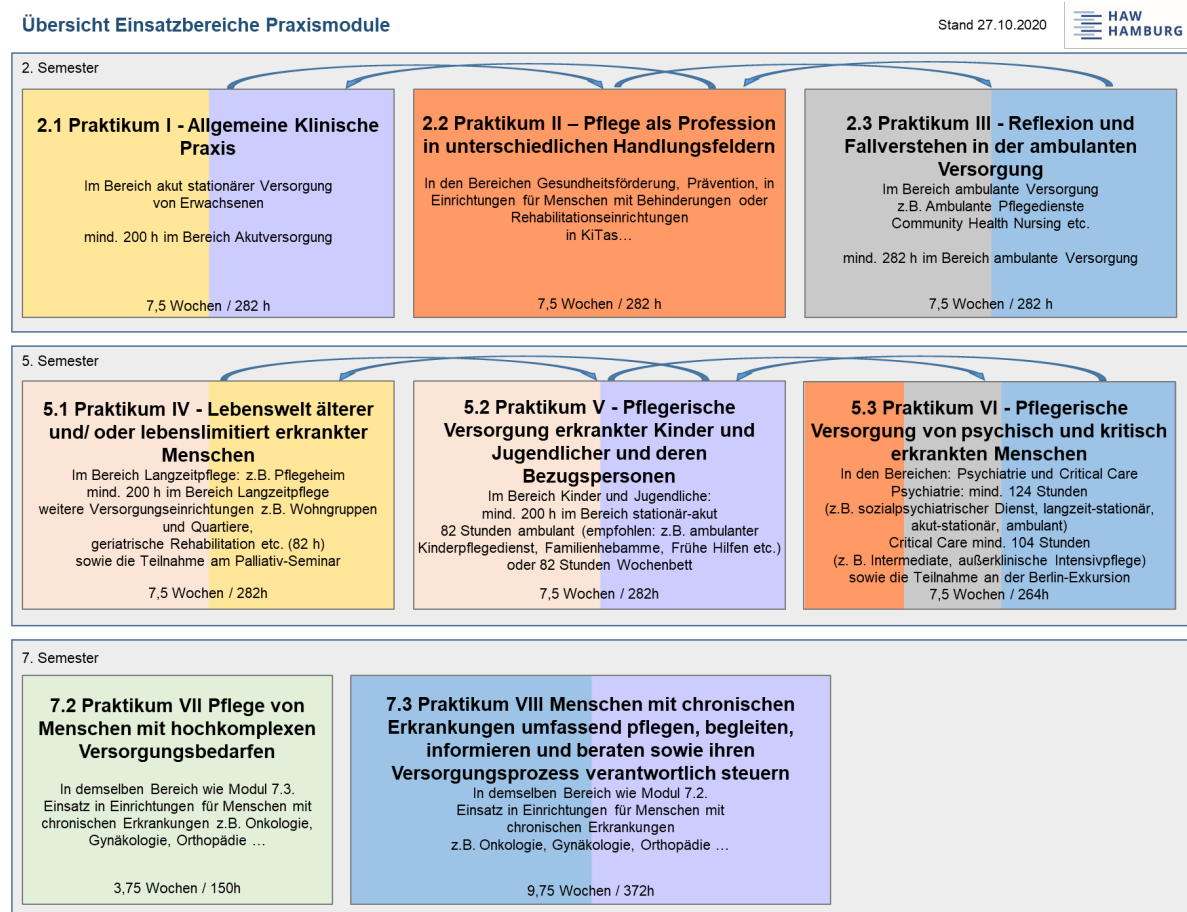 Übersicht Einsatzbereiche Praxismodule
Stand 27.10.2020
HAW
HAMBURG
2. Semester
2.1 Praktikum I - Allgemeine Klinische
Praxis
Im Bereich akut stationärer Versorgung
von Erwachsenen
mind. 200 h im Bereich Akutversorgung
7,5 Wochen / 282 h
2.2 Praktikum II – Pflege als Profession
in unterschiedlichen Handlungsfeldern
In den Bereichen Gesundheitsförderung, Prävention, in
Einrichtungen für Menschen mit Behinderungen oder
Rehabilitationseinrichtungen
in KiTas…
7,5 Wochen / 282 h
2.3 Praktikum III - Reflexion und
Fallverstehen in der ambulanten
Versorgung
Im Bereich ambulante Versorgung
z.B. Ambulante Pflegedienste
Community Health Nursing etc.
mind. 282 h im Bereich ambulante Versorgung
7,5 Wochen / 282 h
5. Semester
5.1 Praktikum IV - Lebenswelt älterer
und/ oder lebenslimitiert erkrankter
Menschen
Im Bereich Langzeitpflege: z.B. Pflegeheim
mind. 200 h im Bereich Langzeitpflege
weitere Versorgungseinrichtungen z.B. Wohngruppen
und Quartiere,
geriatrische Rehabilitation etc. (82 h)
sowie die Teilnahme am Palliativ-Seminar
7,5 Wochen / 282h
5.2 Praktikum V - Pflegerische
Versorgung erkrankter Kinder und
Jugendlicher und deren
Bezugspersonen
Im Bereich Kinder und Jugendliche:
mind. 200 h im Bereich stationär-akut
82 Stunden ambulant (empfohlen: z.B. ambulanter
Kinderpflegedienst, Familienhebamme, Frühe Hilfen etc.)
oder 82 Stunden Wochenbett
7,5 Wochen / 282h
5.3 Praktikum VI - Pflegerische
Versorgung von psychisch und kritisch
erkrankten Menschen
In den Bereichen: Psychiatrie und Critical Care
Psychiatrie: mind. 124 Stunden
(z.B. sozialpsychiatrischer Dienst, langzeit-stationär,
akut-stationär, ambulant)
Critical Care mind. 104 Stunden
(z. B. Intermediate, außerklinische Intensivpflege)
sowie die Teilnahme an der Berlin-Exkursion
7,5 Wochen / 264h
7. Semester
7.2 Praktikum VII Pflege von
Menschen mit hochkomplexen
Versorgungsbedarfen
In demselben Bereich wie Modul 7.3.
Einsatz in Einrichtungen für Menschen mit
chronischen Erkrankungen z.B. Onkologie,
Gynäkologie, Orthopädie …
3,75 Wochen / 150h
7.3 Praktikum VIII Menschen mit chronischen
Erkrankungen umfassend pflegen, begleiten,
informieren und beraten sowie ihren
Versorgungsprozess verantwortlich steuern
In demselben Bereich wie Modul 7.2.
Einsatz in Einrichtungen für Menschen mit
chronischen Erkrankungen
z.B. Onkologie, Gynäkologie, Orthopädie …
9,75 Wochen / 372h